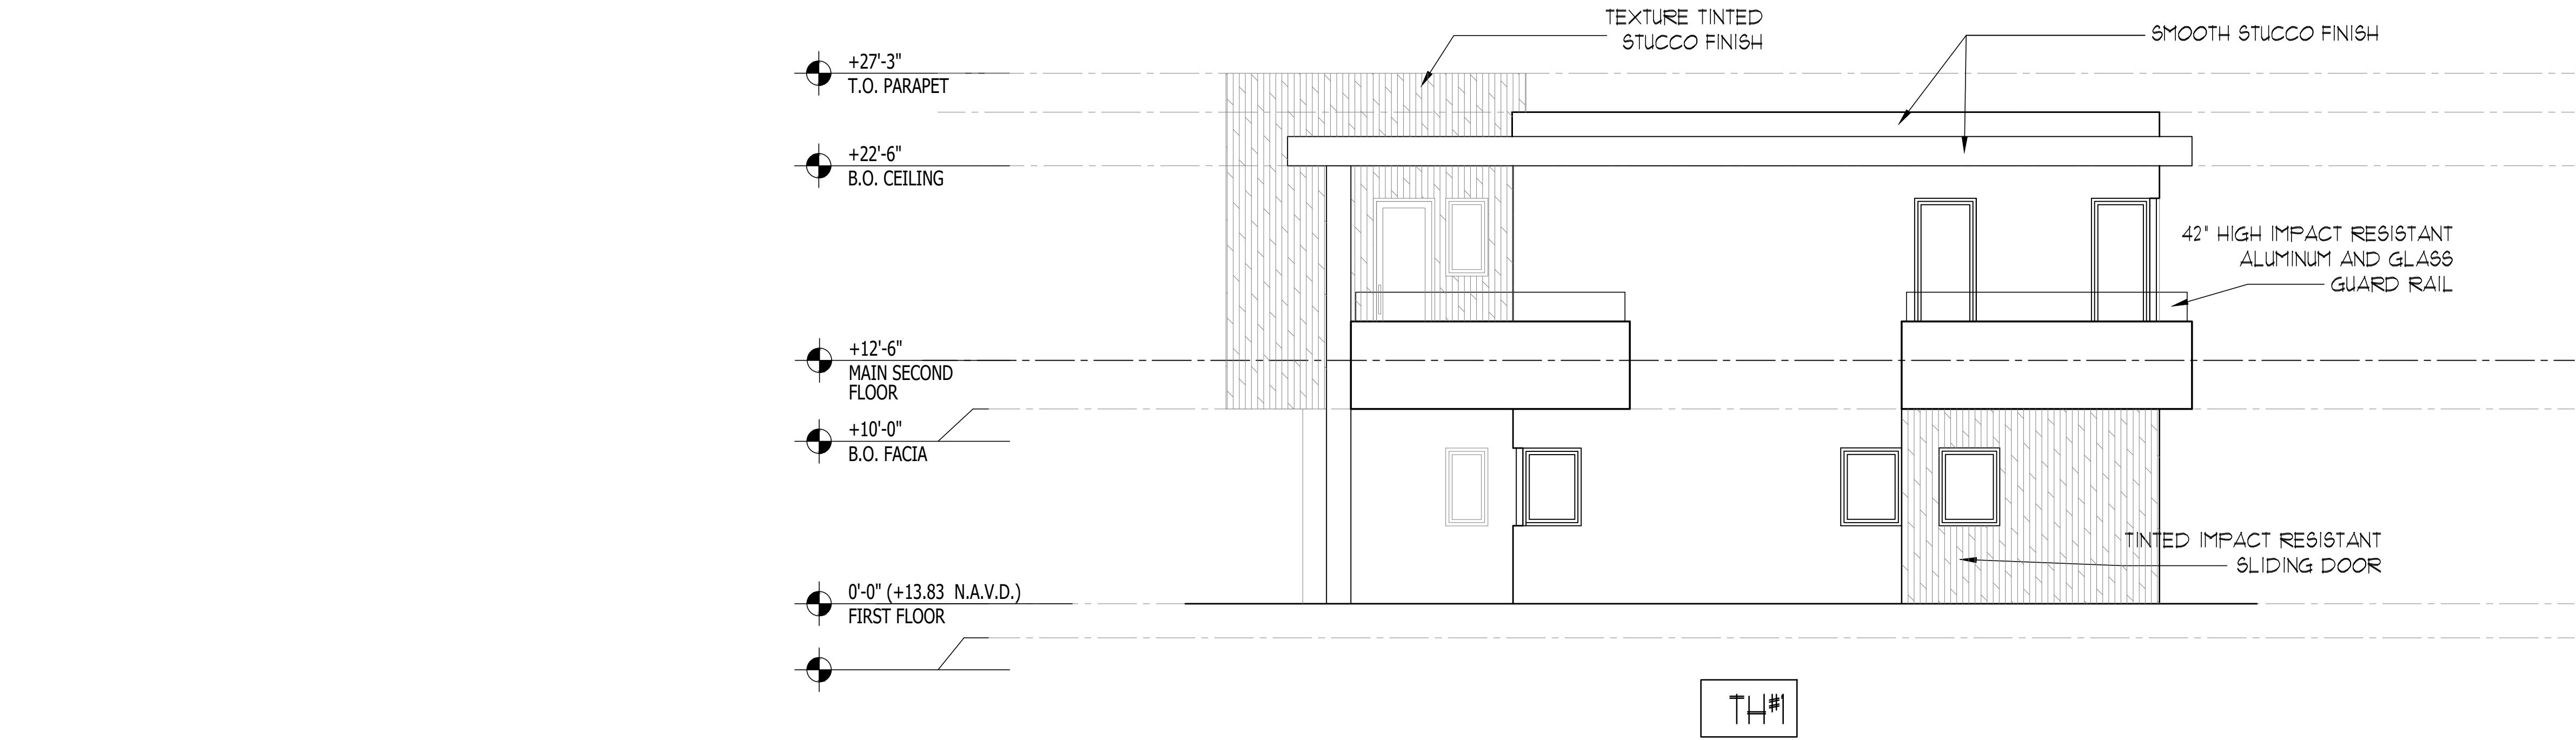 TEXTURE TINTED
STUCCO FINISH
SMOOTH STUCCO FINISH
+27'-3"
T.O. PARAPET
+22'-6"
B.O. CEILING
42" HIGH IMPACT RESISTANT
ALUMINUM AND GLASS
GUARD RAIL
+12'-6"
MAIN SECOND
FLOOR
+10'-0"
B.O. FACIA
TINTED IMPACT RESISTANT
SLIDING DOOR
0'-0" (+13.83 N.A.V.D.)
FIRST FLOOR
TH#1